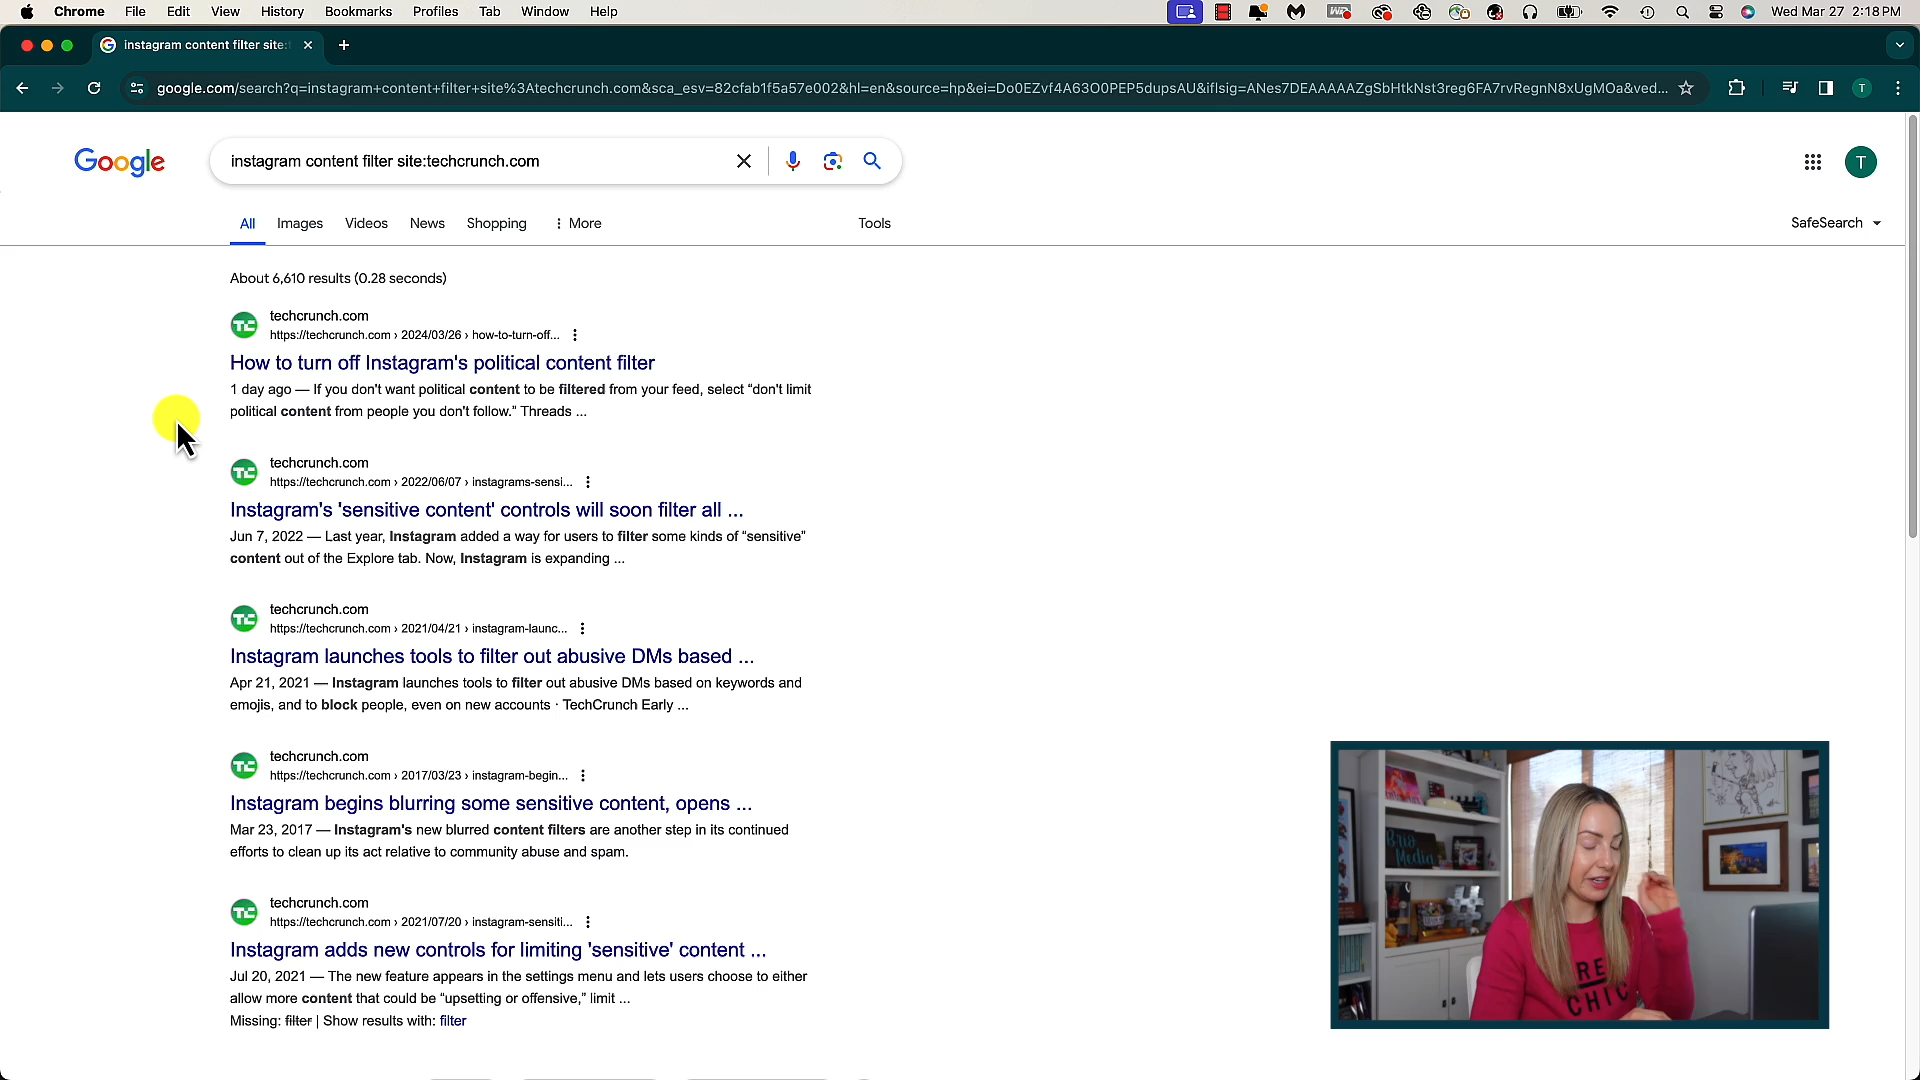 Chrome File Edit View History Bookmarks Profiles Tab Window Help Wed Mar 27 2:18 PM
instagram content filter site:
google.com/search?q=instagram+content+filter+site%3Atechcrunch.com&sca_esv=82cfab1f5a57e002&hl=en&source=hp&ei=Do0EZvf4A63O0PEP5dupsAU&iflsig=ANes7DEAAAAAZgSbHtkNst3reg6FA7rvRegnN8xUgMOa&ved... T
Google instagram content filter site:techcrunch.com T
All Images Videos News Shopping More Tools SafeSearch
About 6,610 results (0.28 seconds)
techcrunch.com
https://techcrunch.com › 2024/03/26 › how-to-turn-off...
How to turn off Instagram's political content filter
1 day ago — If you don't want political content to be filtered from your feed, select “don't limit
political content from people you don't follow.” Threads ...
techcrunch.com
https://techcrunch.com › 2022/06/07 › instagrams-sensi...
Instagram's 'sensitive content' controls will soon filter all ...
Jun 7, 2022 — Last year, Instagram added a way for users to filter some kinds of “sensitive”
content out of the Explore tab. Now, Instagram is expanding ...
techcrunch.com
https://techcrunch.com › 2021/04/21 › instagram-launc...
Instagram launches tools to filter out abusive DMs based ...
Apr 21, 2021 — Instagram launches tools to filter out abusive DMs based on keywords and
emojis, and to block people, even on new accounts · TechCrunch Early ...
techcrunch.com
https://techcrunch.com › 2017/03/23 › instagram-begin...
Instagram begins blurring some sensitive content, opens ...
Mar 23, 2017 — Instagram's new blurred content filters are another step in its continued
efforts to clean up its act relative to community abuse and spam.
techcrunch.com
https://techcrunch.com › 2021/07/20 › instagram-sensiti...
Instagram adds new controls for limiting 'sensitive' content ...
Jul 20, 2021 — The new feature appears in the settings menu and lets users choose to either
allow more content that could be “upsetting or offensive,” limit ...
Missing: filter | Show results with: filter
Media
CHIC